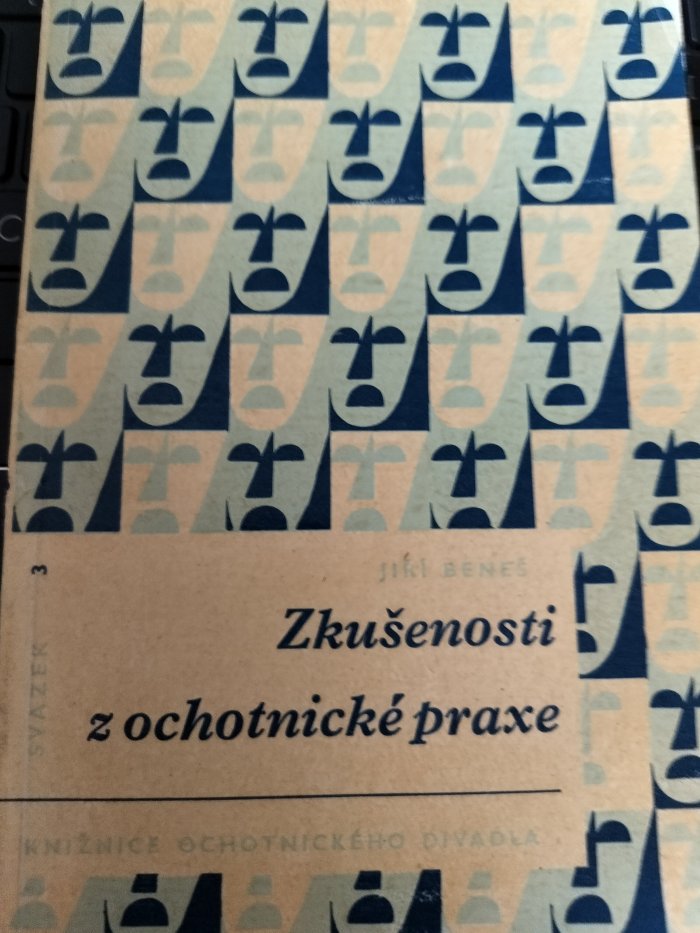 JIŘÍ BENEŠ
Zkušenosti
z ochotnické praxe
SVAZEK 3
KNIŽNICE OCHOTNICKÉHO DIVADLA